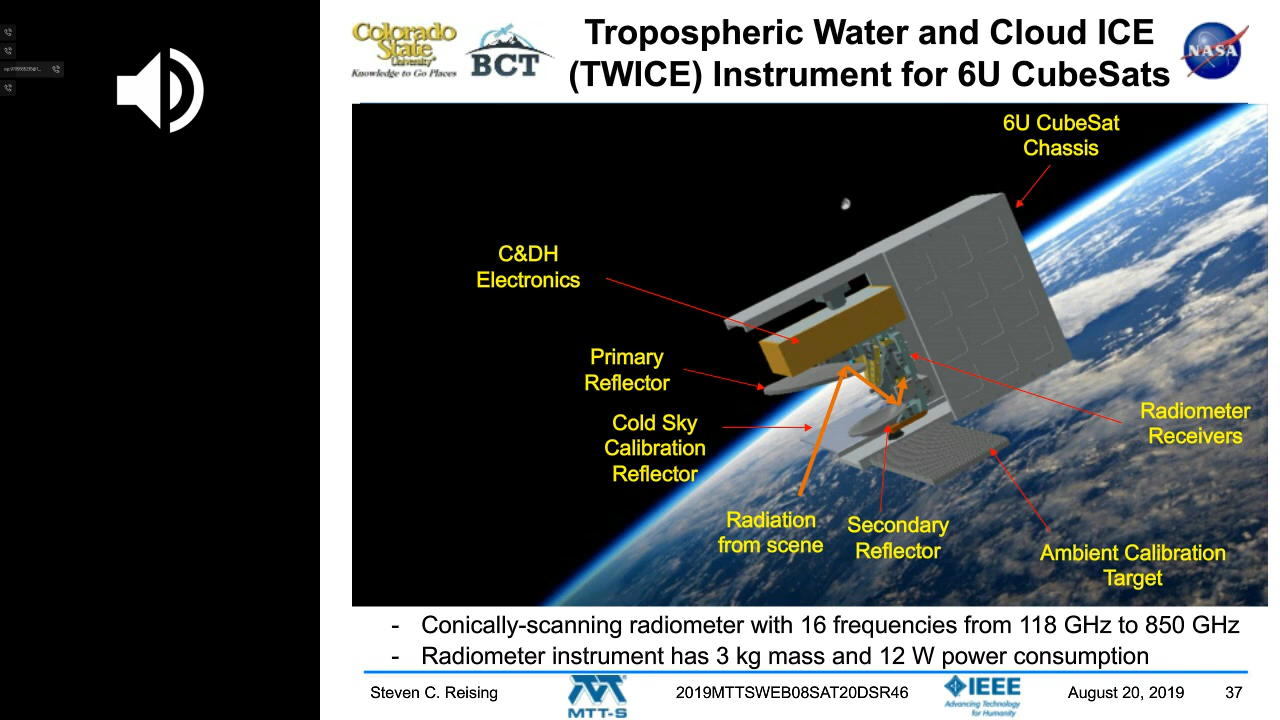 Colorado
State
University
Knowledge to Go Places
BCT
Tropospheric Water and Cloud ICE
(TWICE) Instrument for 6U CubeSats
NASA
6U CubeSat
Chassis
C&DH
Electronics
Primary
Reflector
Cold Sky
Calibration
Reflector
Radiometer
Receivers
Radiation
from scene
Secondary
Reflector
Ambient Calibration
Target
- Conically-scanning radiometer with 16 frequencies from 118 GHz to 850 GHz
- Radiometer instrument has 3 kg mass and 12 W power consumption
Steven C. Reising
MTT-S
2019MTTSWEB08SAT20DSR46
IEEE
Advancing Technology
for Humanity
August 20, 2019
37